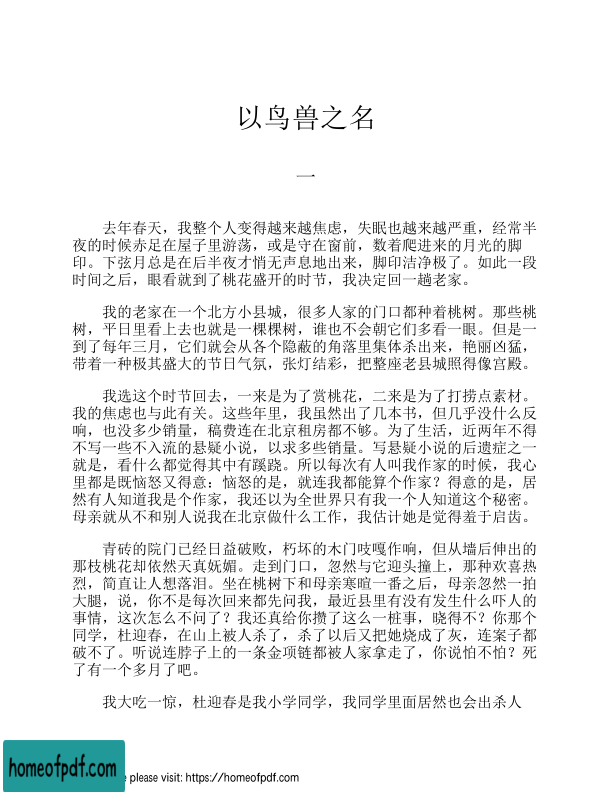 以鸟兽之名
一
去年春天，我整个人变得越来越焦虑，失眠也越来越严重，经常半
夜的时候赤足在屋子里游荡，或是守在窗前，数着爬进来的月光的脚
印。下弦月总是在后半夜才悄无声息地出来，脚印洁净极了。如此一段
时间之后，眼看就到了桃花盛开的时节，我决定回一趟老家。
我的老家在一个北方小县城，很多人家的门口都种着桃树。那些桃
树，平日里看上去也就是一棵棵树，谁也不会朝它们多看一眼。但是一
到了每年三月，它们就会从各个隐蔽的角落里集体杀出来，艳丽凶猛，
带着一种极其盛大的节日气氛，张灯结彩，把整座老县城照得像宫殿。
我选这个时节回去，一来是为了赏桃花，二来是为了打捞点素材。
我的焦虑也与此有关。这些年里，我虽然出了几本书，但几乎没什么反
响，也没多少销量，稿费连在北京租房都不够。为了生活，近两年不得
不写一些不入流的悬疑小说，以求多些销量。写悬疑小说的后遗症之一
就是，看什么都觉得其中有蹊跷。所以每次有人叫我作家的时候，我心
里都是既恼怒又得意：恼怒的是，就连我都能算个作家？得意的是，居
然有人知道我是个作家，我还以为全世界只有我一个人知道这个秘密。
母亲就从不和别人说我在北京做什么工作，我估计她是觉得羞于启齿。
青砖的院门已经日益破败，朽坏的木门吱嘎作响，但从墙后伸出的
那枝桃花却依然天真妩媚。走到门口，忽然与它迎头撞上，那种欢喜热
烈，简直让人想落泪。坐在桃树下和母亲寒暄一番之后，母亲忽然一拍
大腿，说，你不是每次回来都先问我，最近县里有没有发生什么吓人的
事情，这次怎么不问了？我还真给你攒了这么一桩事，晓得不？你那个
同学，杜迎春，在山上被人杀了，杀了以后又把她烧成了灰，连案子都
破不了。听说连脖子上的一条金项链都被人家拿走了，你说怕不怕？死
了有一个多月了吧。
我大吃一惊，杜迎春是我小学同学，我同学里面居然也会出杀人
homeofpdf.com
please visit: https://homeofpdf.com